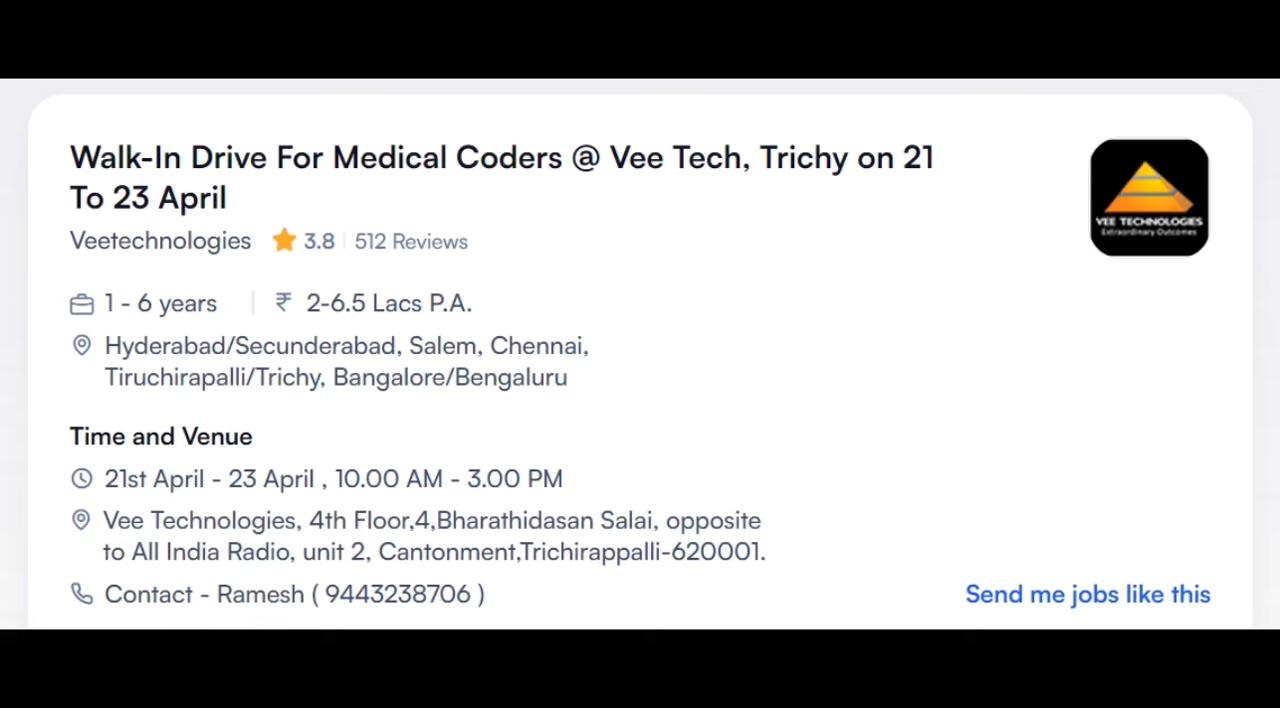 Walk-In Drive For Medical Coders @ Vee Tech, Trichy on 21
To 23 April
VEE TECHNOLOGIES
Extraordinary Outcomes
Veetechnologies 3.8 512 Reviews
1 - 6 years ₹ 2-6.5 Lacs P.A.
Hyderabad/Secunderabad, Salem, Chennai,
Tiruchirapalli/Trichy, Bangalore/Bengaluru
Time and Venue
21st April - 23 April , 10.00 AM - 3.00 PM
Vee Technologies, 4th Floor,4,Bharathidasan Salai, opposite
to All India Radio, unit 2, Cantonment,Trichirappalli-620001.
Contact - Ramesh ( 9443238706 )
Send me jobs like this